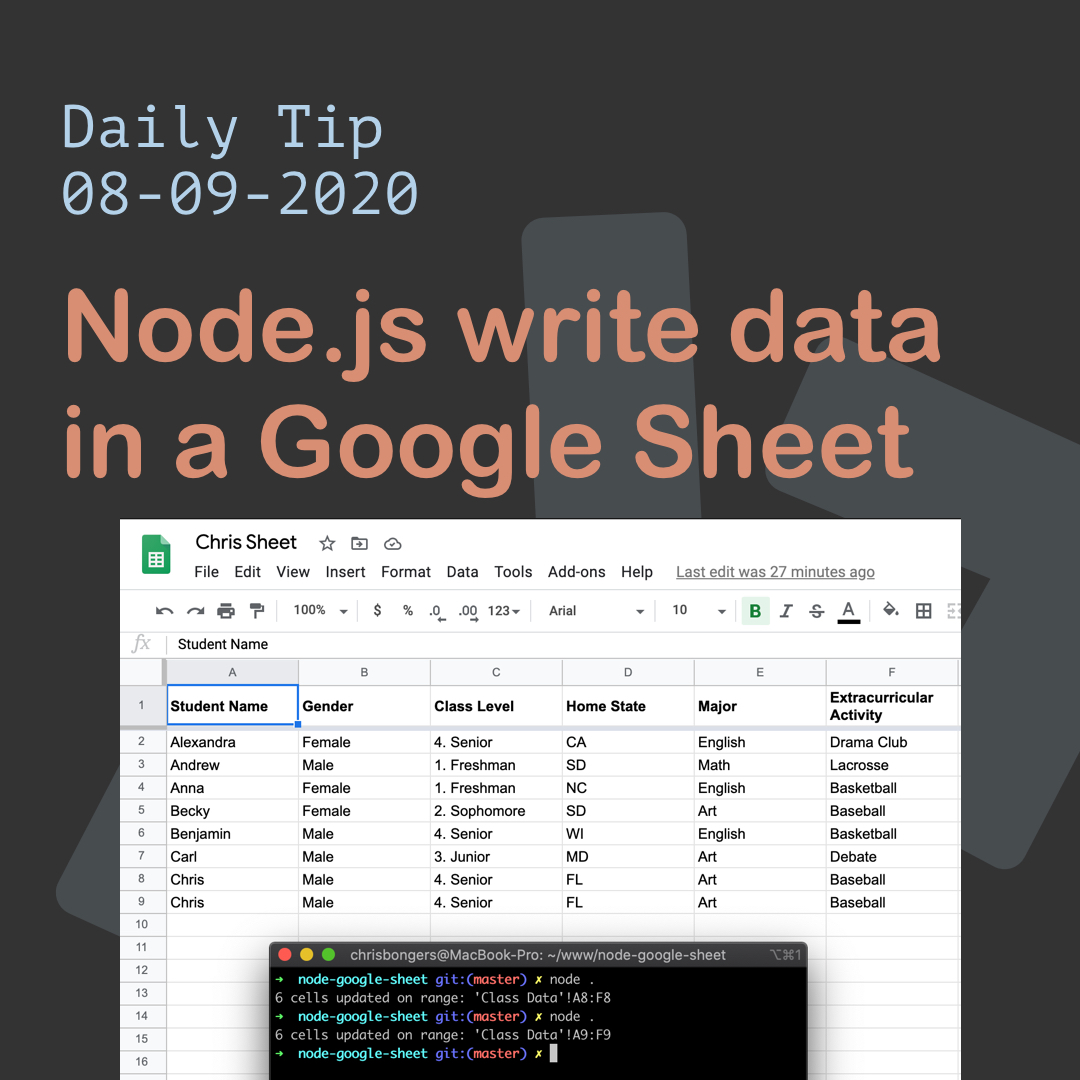 Daily Tip
08-09-2020
Node.js write data
in a Google Sheet
Chris Sheet
File Edit View Insert Format Data Tools Add-ons Help Last edit was 27 minutes ago
100% $ % .0 .00 123 Arial 10 B I S A
fx Student Name
A B C D E F
1 Student Name Gender Class Level Home State Major Extracurricular
Activity
2 Alexandra Female 4. Senior CA English Drama Club
3 Andrew Male 1. Freshman SD Math Lacrosse
4 Anna Female 1. Freshman NC English Basketball
5 Becky Female 2. Sophomore SD Art Baseball
6 Benjamin Male 4. Senior WI English Basketball
7 Carl Male 3. Junior MD Art Debate
8 Chris Male 4. Senior FL Art Baseball
9 Chris Male 4. Senior FL Art Baseball
10
11
chrisbongers@MacBook-Pro: ~/www/node-google-sheet ⌥⌘1
12
➜ node-google-sheet git:(master) ✗ node .
13
6 cells updated on range: 'Class Data'!A8:F8
14
➜ node-google-sheet git:(master) ✗ node .
15
6 cells updated on range: 'Class Data'!A9:F9
16
➜ node-google-sheet git:(master) ✗